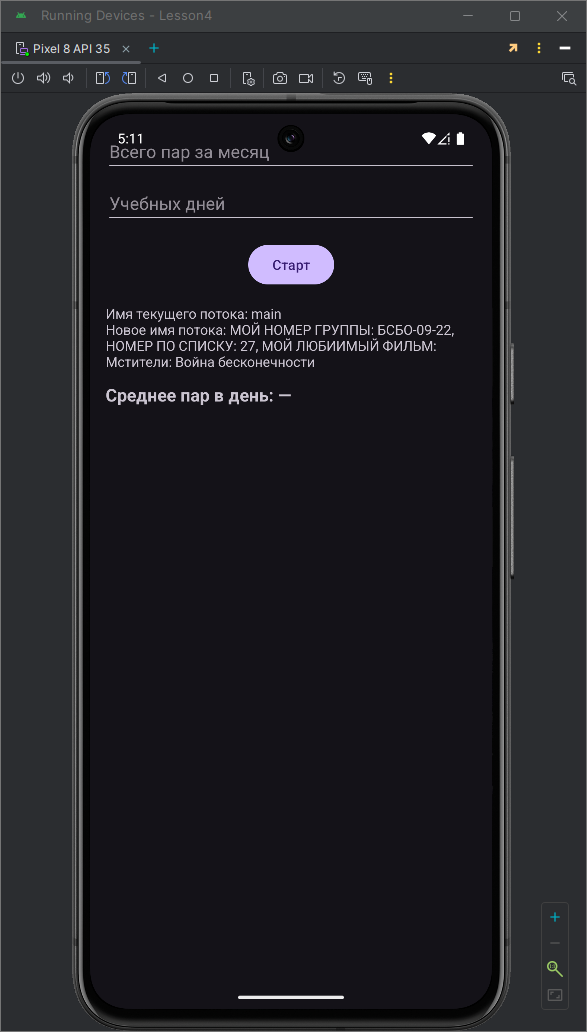 Running Devices - Lesson4
Pixel 8 API 35
5:11
Всего пар за месяц
Учебных дней
Старт
Имя текущего потока: main
Новое имя потока: МОЙ НОМЕР ГРУППЫ: БСБО-09-22,
НОМЕР ПО СПИСКУ: 27, МОЙ ЛЮБИИМЫЙ ФИЛЬМ:
Мстители: Война бесконечности
Среднее пар в день: —